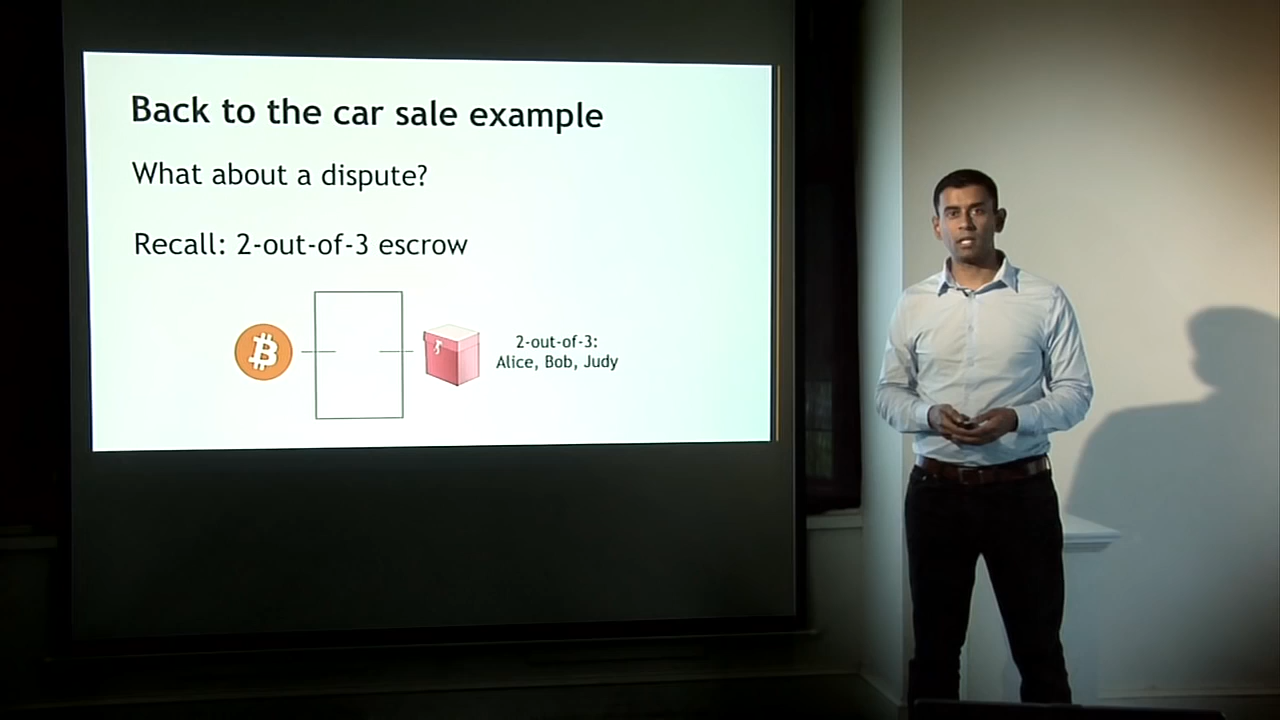 Back to the car sale example
What about a dispute?
Recall: 2-out-of-3 escrow
2-out-of-3:
Alice, Bob, Judy